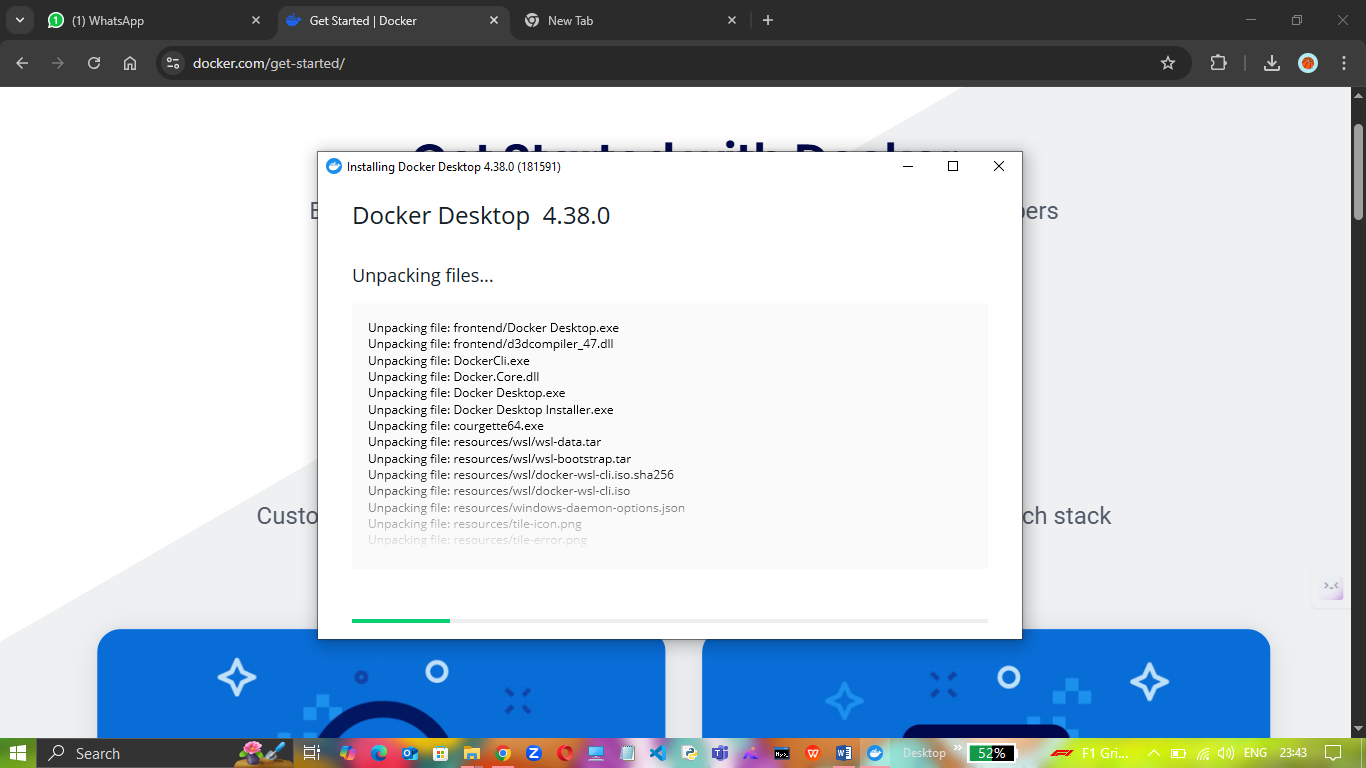 (1) WhatsApp
Get Started | Docker
New Tab
docker.com/get-started/
Get Started with Docker
Installing Docker Desktop 4.38.0 (181591)
Docker Desktop 4.38.0
pers
Unpacking files...
Unpacking file: frontend/Docker Desktop.exe
Unpacking file: frontend/d3dcompiler_47.dll
Unpacking file: DockerCli.exe
Unpacking file: Docker.Core.dll
Unpacking file: Docker Desktop.exe
Unpacking file: Docker Desktop Installer.exe
Unpacking file: courgette64.exe
Unpacking file: resources/wsl/wsl-data.tar
Unpacking file: resources/wsl/wsl-bootstrap.tar
Unpacking file: resources/wsl/docker-wsl-cli.iso.sha256
Unpacking file: resources/wsl/docker-wsl-cli.iso
Unpacking file: resources/windows-daemon-options.json
Custo ch stack
Unpacking file: resources/tile-icon.png
Unpacking file: resources/tile-error.png
Search
Desktop
52%
F1 Gri...
ENG
23:43